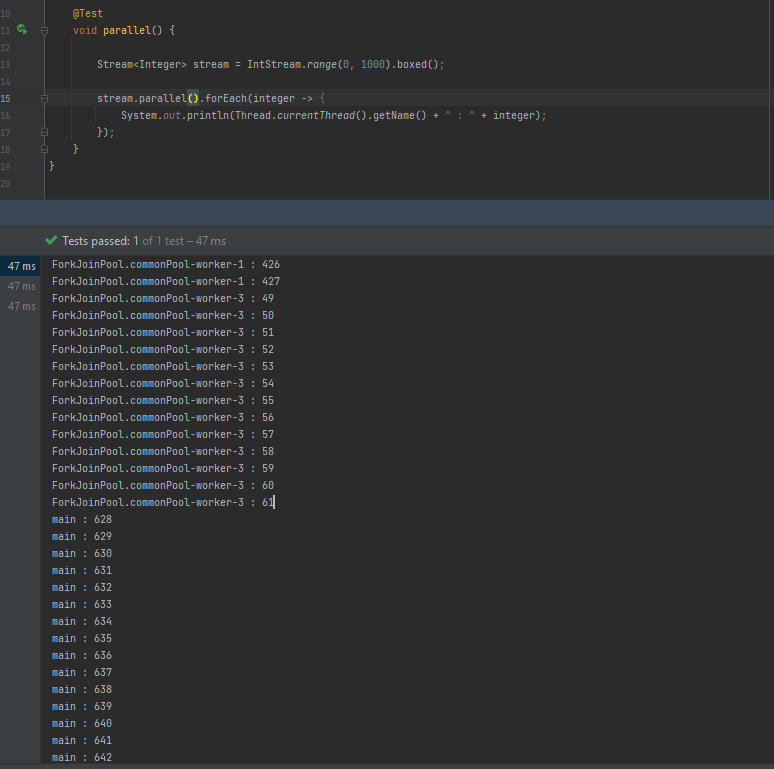 10 @Test
11 void parallel() {
12
13 Stream<Integer> stream = IntStream.range(0, 1000).boxed();
14
15 stream.parallel().forEach(integer -> {
16 System.out.println(Thread.currentThread().getName() + " : " + integer);
17 });
18 }
19 }
20
Tests passed: 1 of 1 test – 47 ms
47 ms
47 ms
47 ms
ForkJoinPool.commonPool-worker-1 : 426
ForkJoinPool.commonPool-worker-1 : 427
ForkJoinPool.commonPool-worker-3 : 49
ForkJoinPool.commonPool-worker-3 : 50
ForkJoinPool.commonPool-worker-3 : 51
ForkJoinPool.commonPool-worker-3 : 52
ForkJoinPool.commonPool-worker-3 : 53
ForkJoinPool.commonPool-worker-3 : 54
ForkJoinPool.commonPool-worker-3 : 55
ForkJoinPool.commonPool-worker-3 : 56
ForkJoinPool.commonPool-worker-3 : 57
ForkJoinPool.commonPool-worker-3 : 58
ForkJoinPool.commonPool-worker-3 : 59
ForkJoinPool.commonPool-worker-3 : 60
ForkJoinPool.commonPool-worker-3 : 61
main : 628
main : 629
main : 630
main : 631
main : 632
main : 633
main : 634
main : 635
main : 636
main : 637
main : 638
main : 639
main : 640
main : 641
main : 642